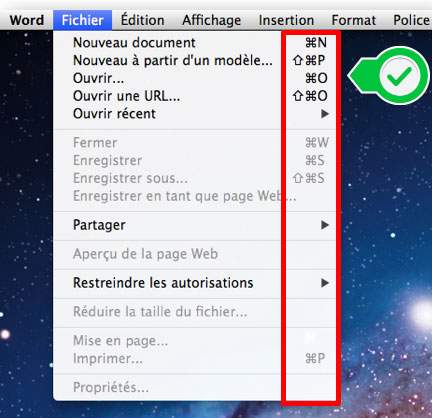 Word Fichier Édition Affichage Insertion Format Police
Nouveau document ⌘N
Nouveau à partir d'un modèle... ⇧⌘P
Ouvrir... ⌘O
Ouvrir une URL... ⇧⌘O
Ouvrir récent ▶
Fermer ⌘W
Enregistrer ⌘S
Enregistrer sous... ⇧⌘S
Enregistrer en tant que page Web...
Partager ▶
Aperçu de la page Web
Restreindre les autorisations ▶
Réduire la taille du fichier...
Mise en page...
Imprimer... ⌘P
Propriétés...